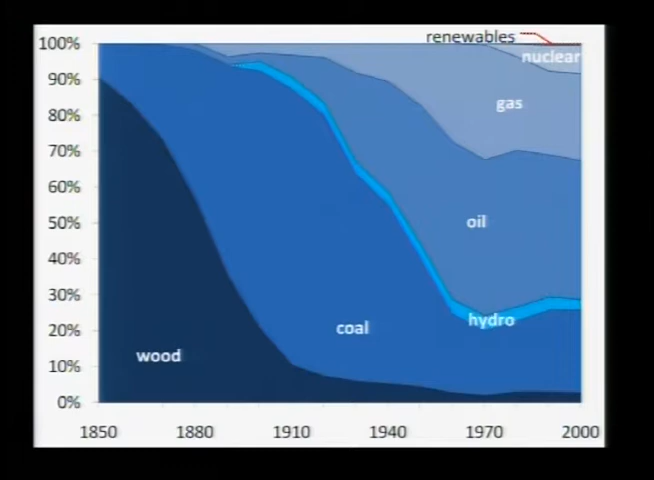 renewables
100%
nuclear
90%
gas
80%
70%
60%
50%
oil
40%
30%
hydro
20%
coal
wood
10%
0%
1850 1880 1910 1940 1970 2000